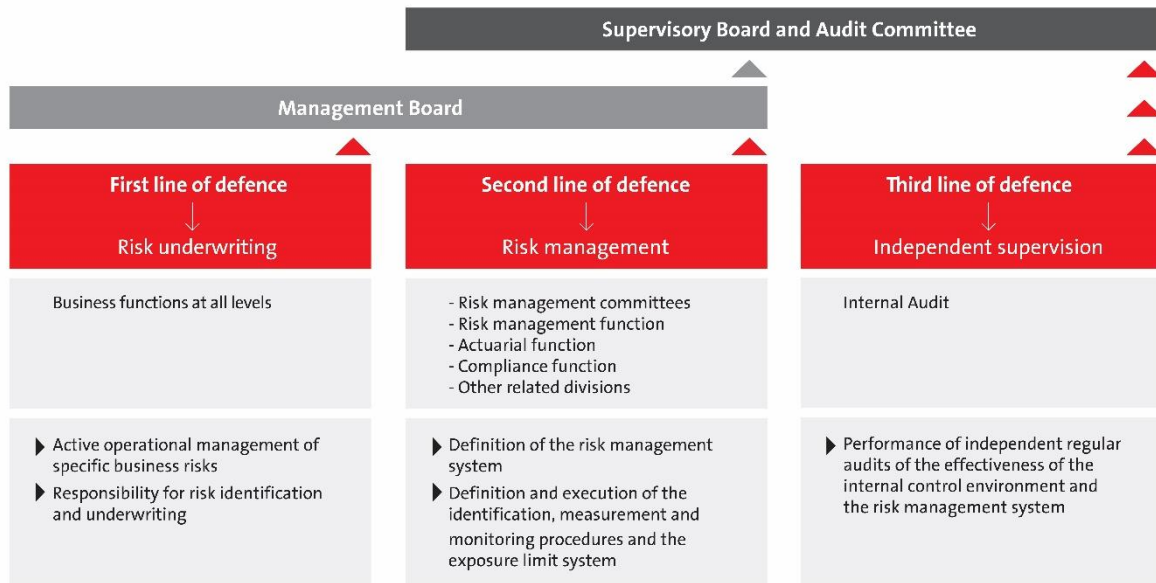 Supervisory Board and Audit Committee
Management Board
First line of defence
Risk underwriting
Second line of defence
Risk management
Third line of defence
Independent supervision
Business functions at all levels
- Risk management committees
- Risk management function
- Actuarial function
- Compliance function
- Other related divisions
Internal Audit
Active operational management of
specific business risks
Responsibility for risk identification
and underwriting
Definition of the risk management
system
Definition and execution of the
identification, measurement and
monitoring procedures and the
exposure limit system
Performance of independent regular
audits of the effectiveness of the
internal control environment and
the risk management system